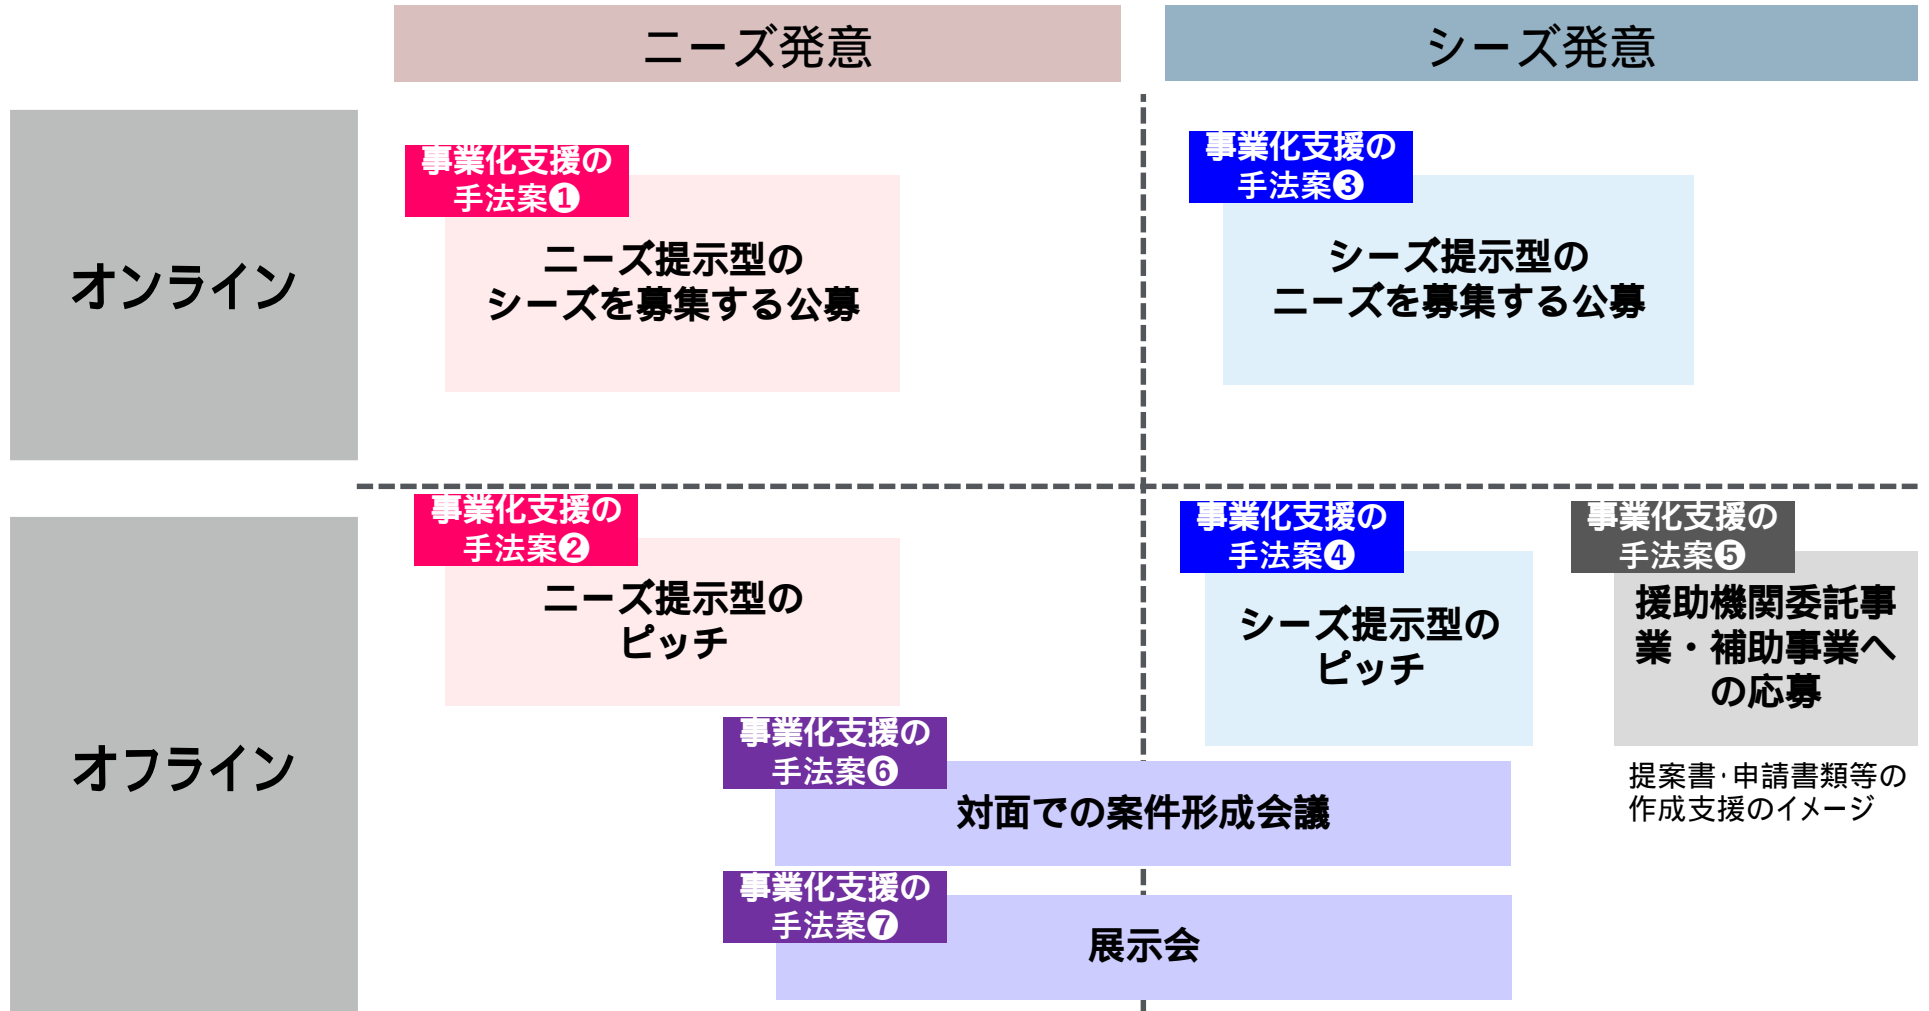 ニーズ発意
シーズ発意
オンライン
事業化支援の
手法案❶
ニーズ提示型の
シーズを募集する公募
事業化支援の
手法案❸
シーズ提示型の
ニーズを募集する公募
オフライン
事業化支援の
手法案❷
ニーズ提示型の
ピッチ
事業化支援の
手法案❹
シーズ提示型の
ピッチ
事業化支援の
手法案❺
援助機関委託事
業・補助事業へ
の応募
提案書・申請書類等の
作成支援のイメージ
事業化支援の
手法案❻
対面での案件形成会議
事業化支援の
手法案❼
展示会